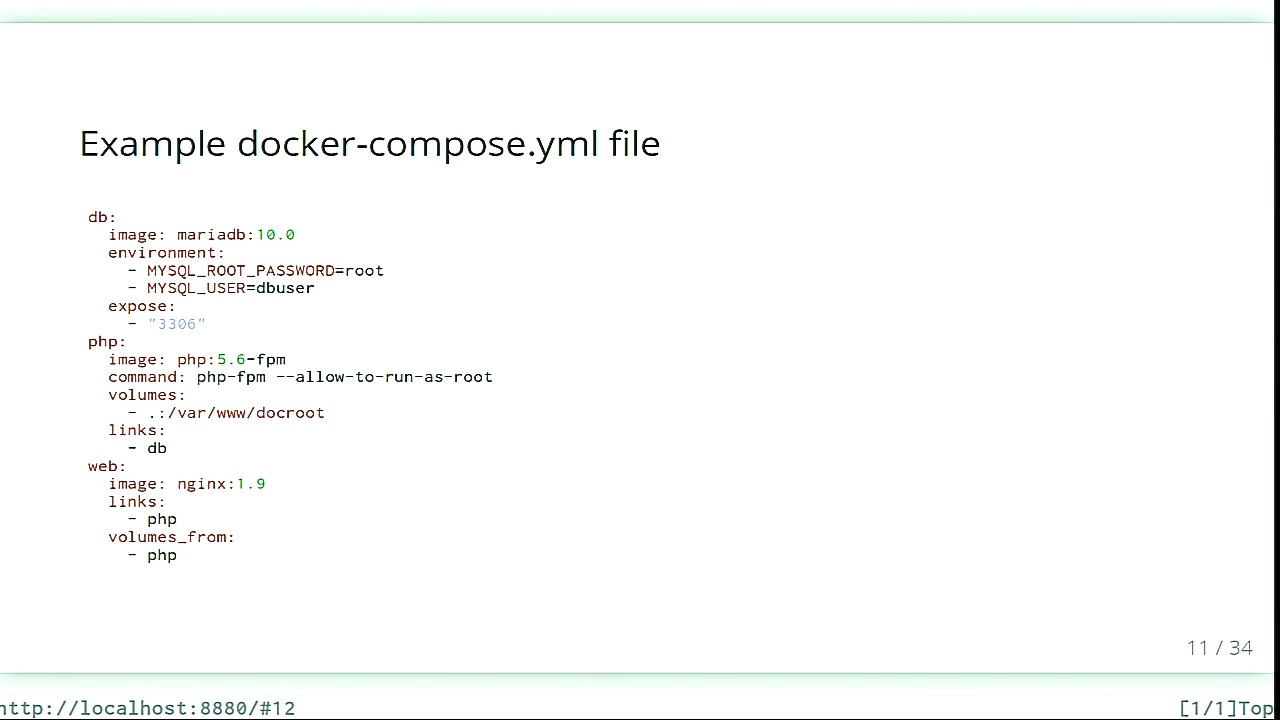 Example docker-compose.yml file
db:
  image: mariadb:10.0
  environment:
    - MYSQL_ROOT_PASSWORD=root
    - MYSQL_USER=dbuser
  expose:
    - "3306"
php:
  image: php:5.6-fpm
  command: php-fpm --allow-to-run-as-root
  volumes:
    - .:/var/www/docroot
  links:
    - db
web:
  image: nginx:1.9
  links:
    - php
  volumes_from:
    - php
11 / 34
http://localhost:8880/#12 [1/1]Top